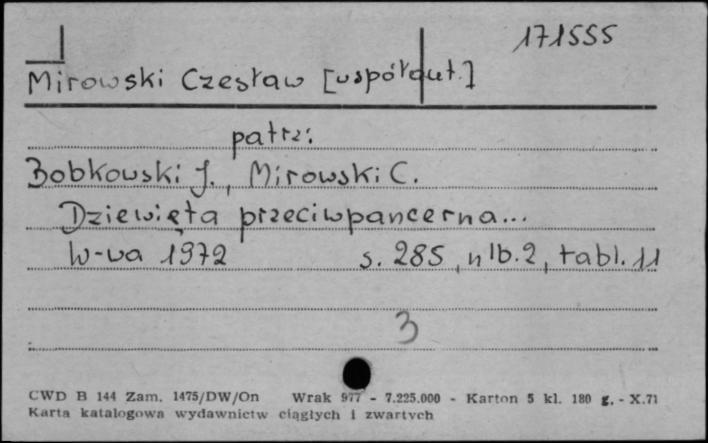 171555
Mirowski Czesław [współaut.]
patrz:
Bobkowski J., Mirowski C.
Dziewięta przeciwpancerna...
W-wa 1972 s. 285, nlb. 2, tabl. 11
3
CWD B 144 Zam. 1475/DW/On Wrak 977 - 7.225.000 - Karton 5 kl. 180 g. - X.71
Karta katalogowa wydawnictw ciągłych i zwartych